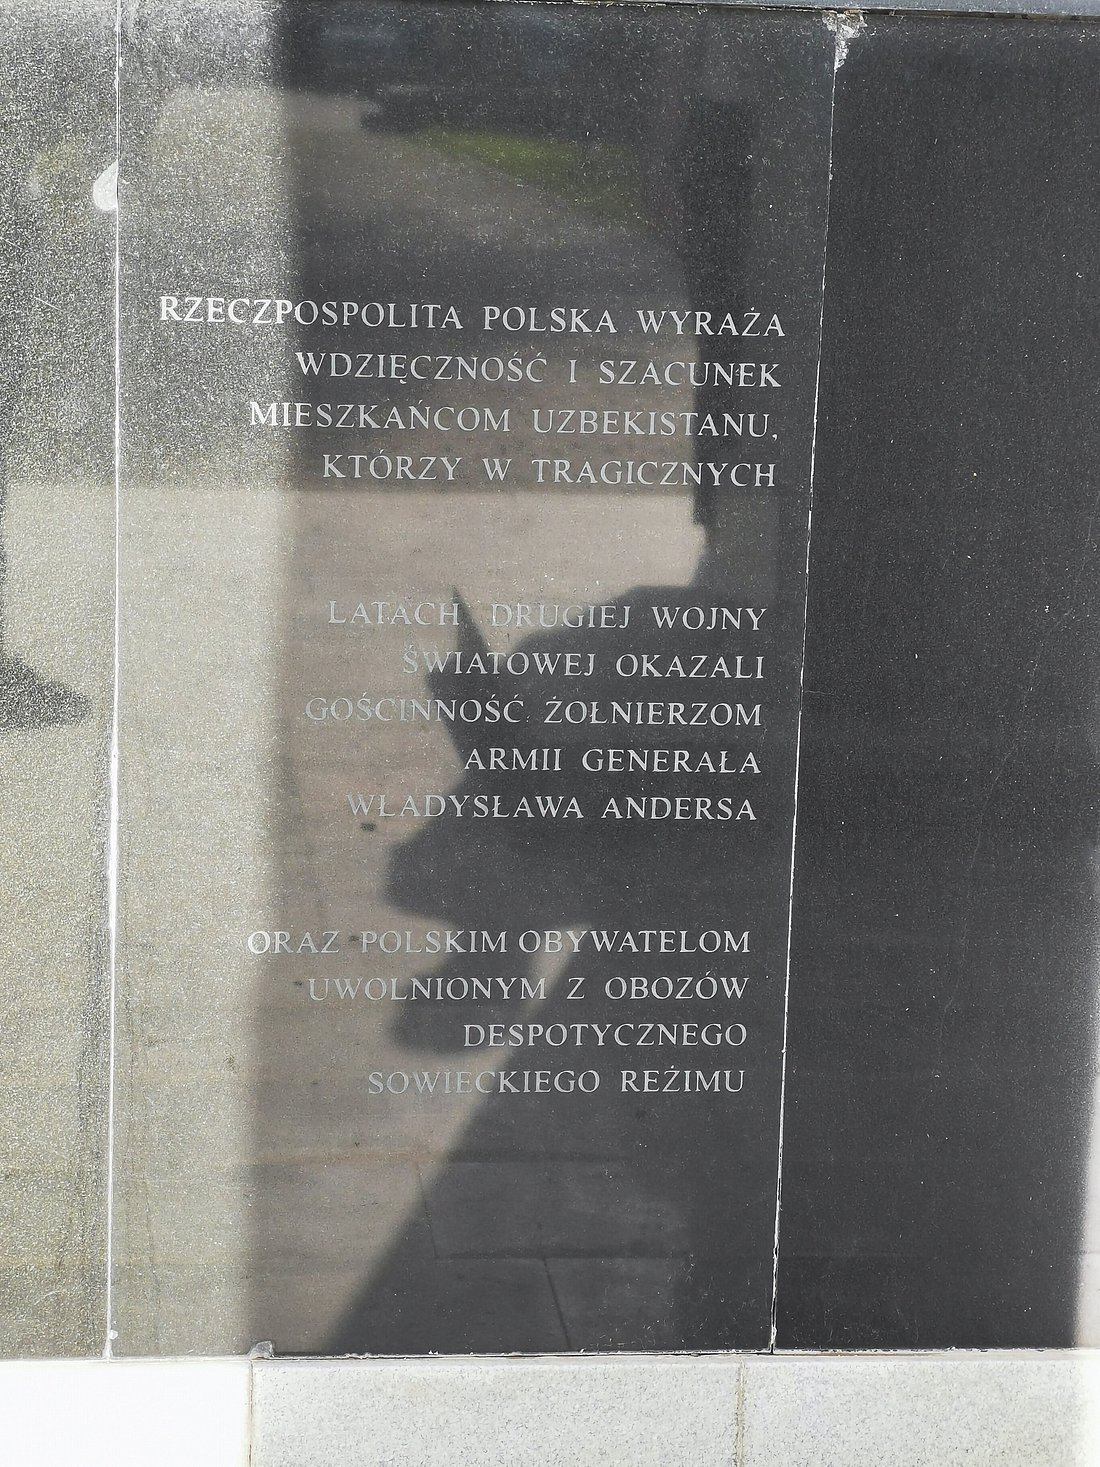 RZECZPOSPOLITA POLSKA WYRAŻA
WDZIĘCZNOŚĆ I SZACUNEK
MIESZKAŃCOM UZBEKISTANU,
KTÓRZY W TRAGICZNYCH
LATACH DRUGIEJ WOJNY
ŚWIATOWEJ OKAZALI
GOŚCINNOŚĆ ŻOŁNIERZOM
ARMII GENERAŁA
WŁADYSŁAWA ANDERSA
ORAZ POLSKIM OBYWATELOM
UWOLNIONYM Z OBOZÓW
DESPOTYCZNEGO
SOWIECKIEGO REŻIMU